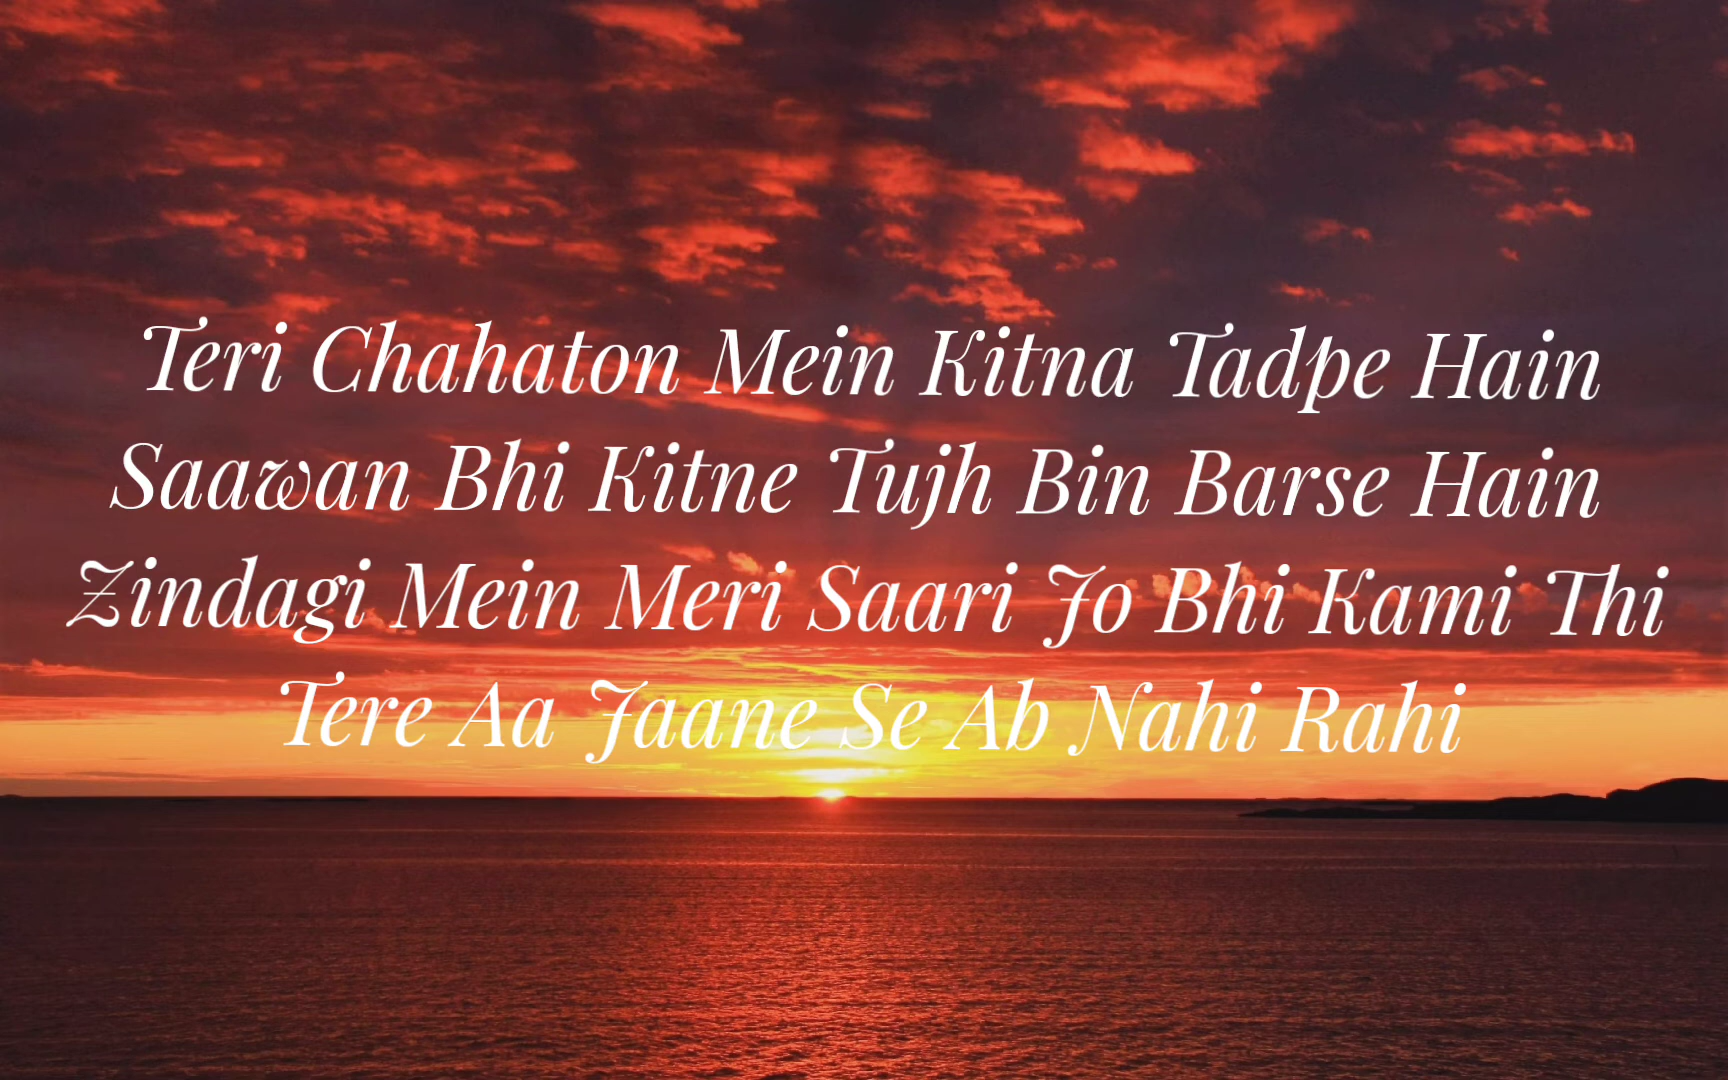 Teri Chahaton Mein Kitna Tadpe Hain
Saawan Bhi Kitne Tujh Bin Barse Hain
Zindagi Mein Meri Saari Jo Bhi Kami Thi
Tere Aa Jaane Se Ab Nahi Rahi